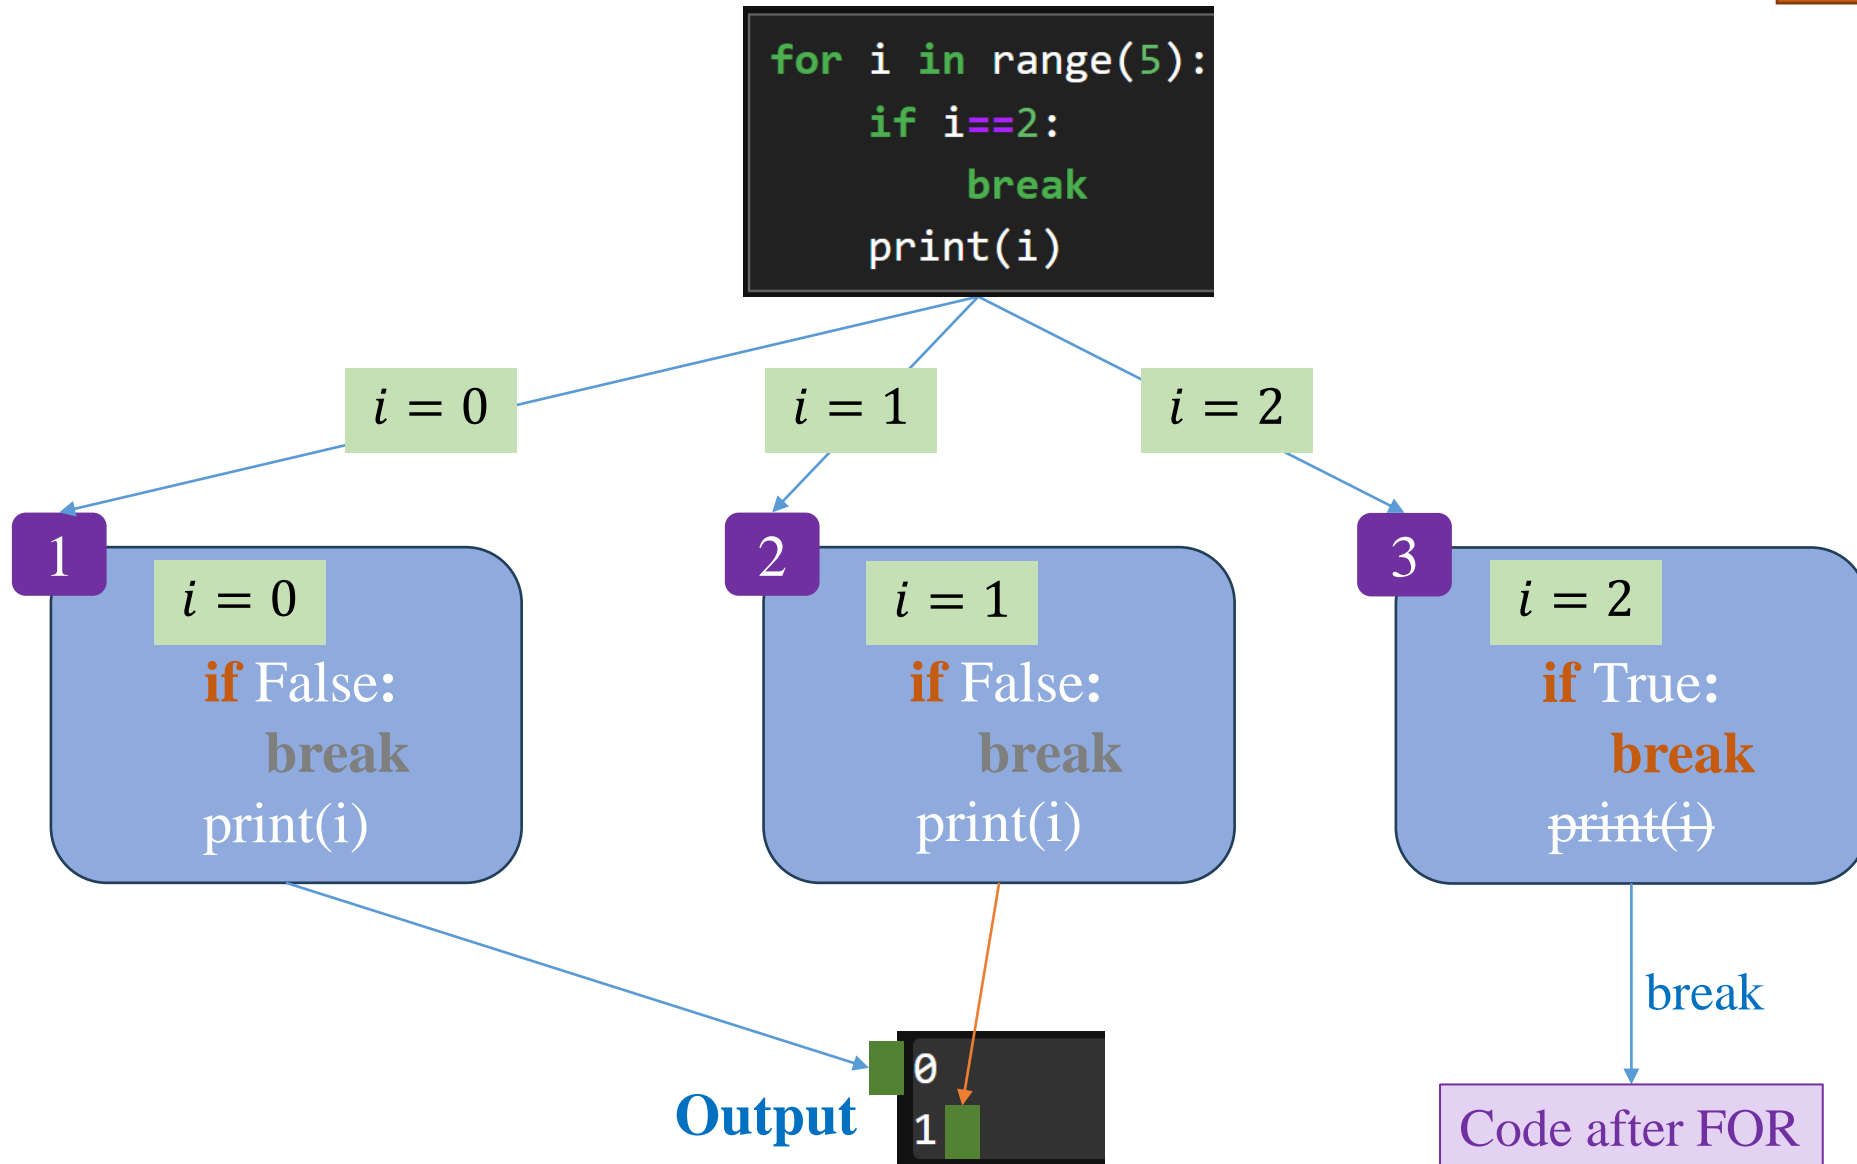 for i in range(5):
if i==2:
break
print(i)
i = 0
i = 1
i = 2
1
i = 0
if False:
break
print(i)
2
i = 1
if False:
break
print(i)
3
i = 2
if True:
break
print(i)
break
Output
0
1
Code after FOR